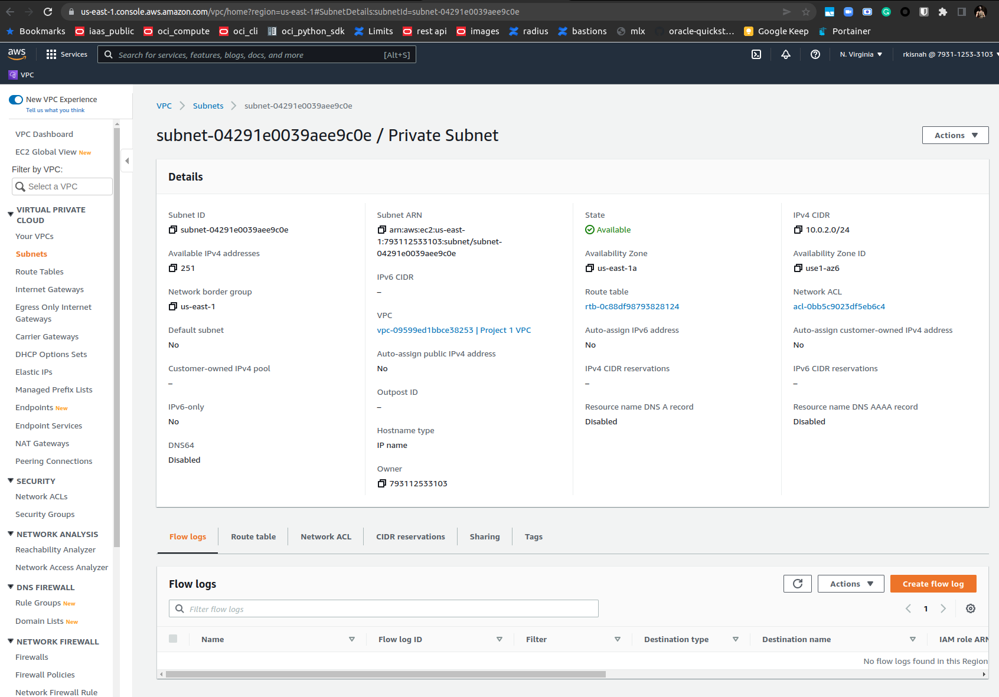 us-east-1.console.aws.amazon.com/vpc/home?region=us-east-1#SubnetDetails:subnetId=subnet-04291e0039aee9c0e
Bookmarks iaas_public oci_compute oci_cli oci_python_sdk Limits rest api images radius bastions mlx oracle-quickst... Google Keep Portainer
aws Services Search for services, features, blogs, docs, and more [Alt+S] N. Virginia rkisnah @ 7931-1253-3103
VPC
New VPC Experience
Tell us what you think
VPC Dashboard
EC2 Global View New
Filter by VPC:
Select a VPC
VIRTUAL PRIVATE
CLOUD
Your VPCs
Subnets
Route Tables
Internet Gateways
Egress Only Internet
Gateways
Carrier Gateways
DHCP Options Sets
Elastic IPs
Managed Prefix Lists
Endpoints New
Endpoint Services
NAT Gateways
Peering Connections
SECURITY
Network ACLs
Security Groups
NETWORK ANALYSIS
Reachability Analyzer
Network Access Analyzer
DNS FIREWALL
Rule Groups New
Domain Lists New
NETWORK FIREWALL
Firewalls
Firewall Policies
Network Firewall Rule
VPC Subnets subnet-04291e0039aee9c0e
subnet-04291e0039aee9c0e / Private Subnet
Actions
Details
Subnet ID
subnet-04291e0039aee9c0e
Available IPv4 addresses
251
Network border group
us-east-1
Default subnet
No
Customer-owned IPv4 pool
–
IPv6-only
No
DNS64
Disabled
Subnet ARN
arn:aws:ec2:us-east-
1:793112533103:subnet/subnet-
04291e0039aee9c0e
IPv6 CIDR
–
VPC
vpc-09599ed1bbce38253 | Project 1 VPC
Auto-assign public IPv4 address
No
Outpost ID
–
Hostname type
IP name
Owner
793112533103
State
Available
Availability Zone
us-east-1a
Route table
rtb-0c88df98793828124
Auto-assign IPv6 address
No
IPv4 CIDR reservations
–
Resource name DNS A record
Disabled
IPv4 CIDR
10.0.2.0/24
Availability Zone ID
use1-az6
Network ACL
acl-0bb5c9023df5eb6c4
Auto-assign customer-owned IPv4 address
No
IPv6 CIDR reservations
–
Resource name DNS AAAA record
Disabled
Flow logs Route table Network ACL CIDR reservations Sharing Tags
Flow logs
Actions Create flow log
Filter flow logs
1
Name Flow log ID Filter Destination type Destination name IAM role ARN
No flow logs found in this Region